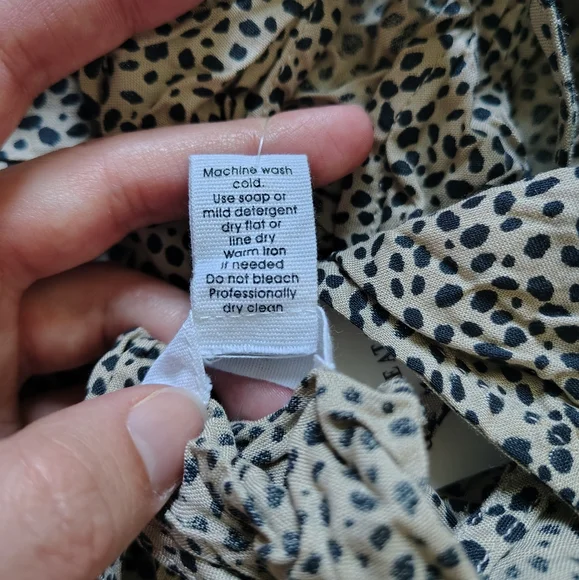 Machine wash
cold.
Use soap or
mild detergent
dry flat or
line dry
Warm Iron
if needed
Do not bleach
Professionally
dry clean